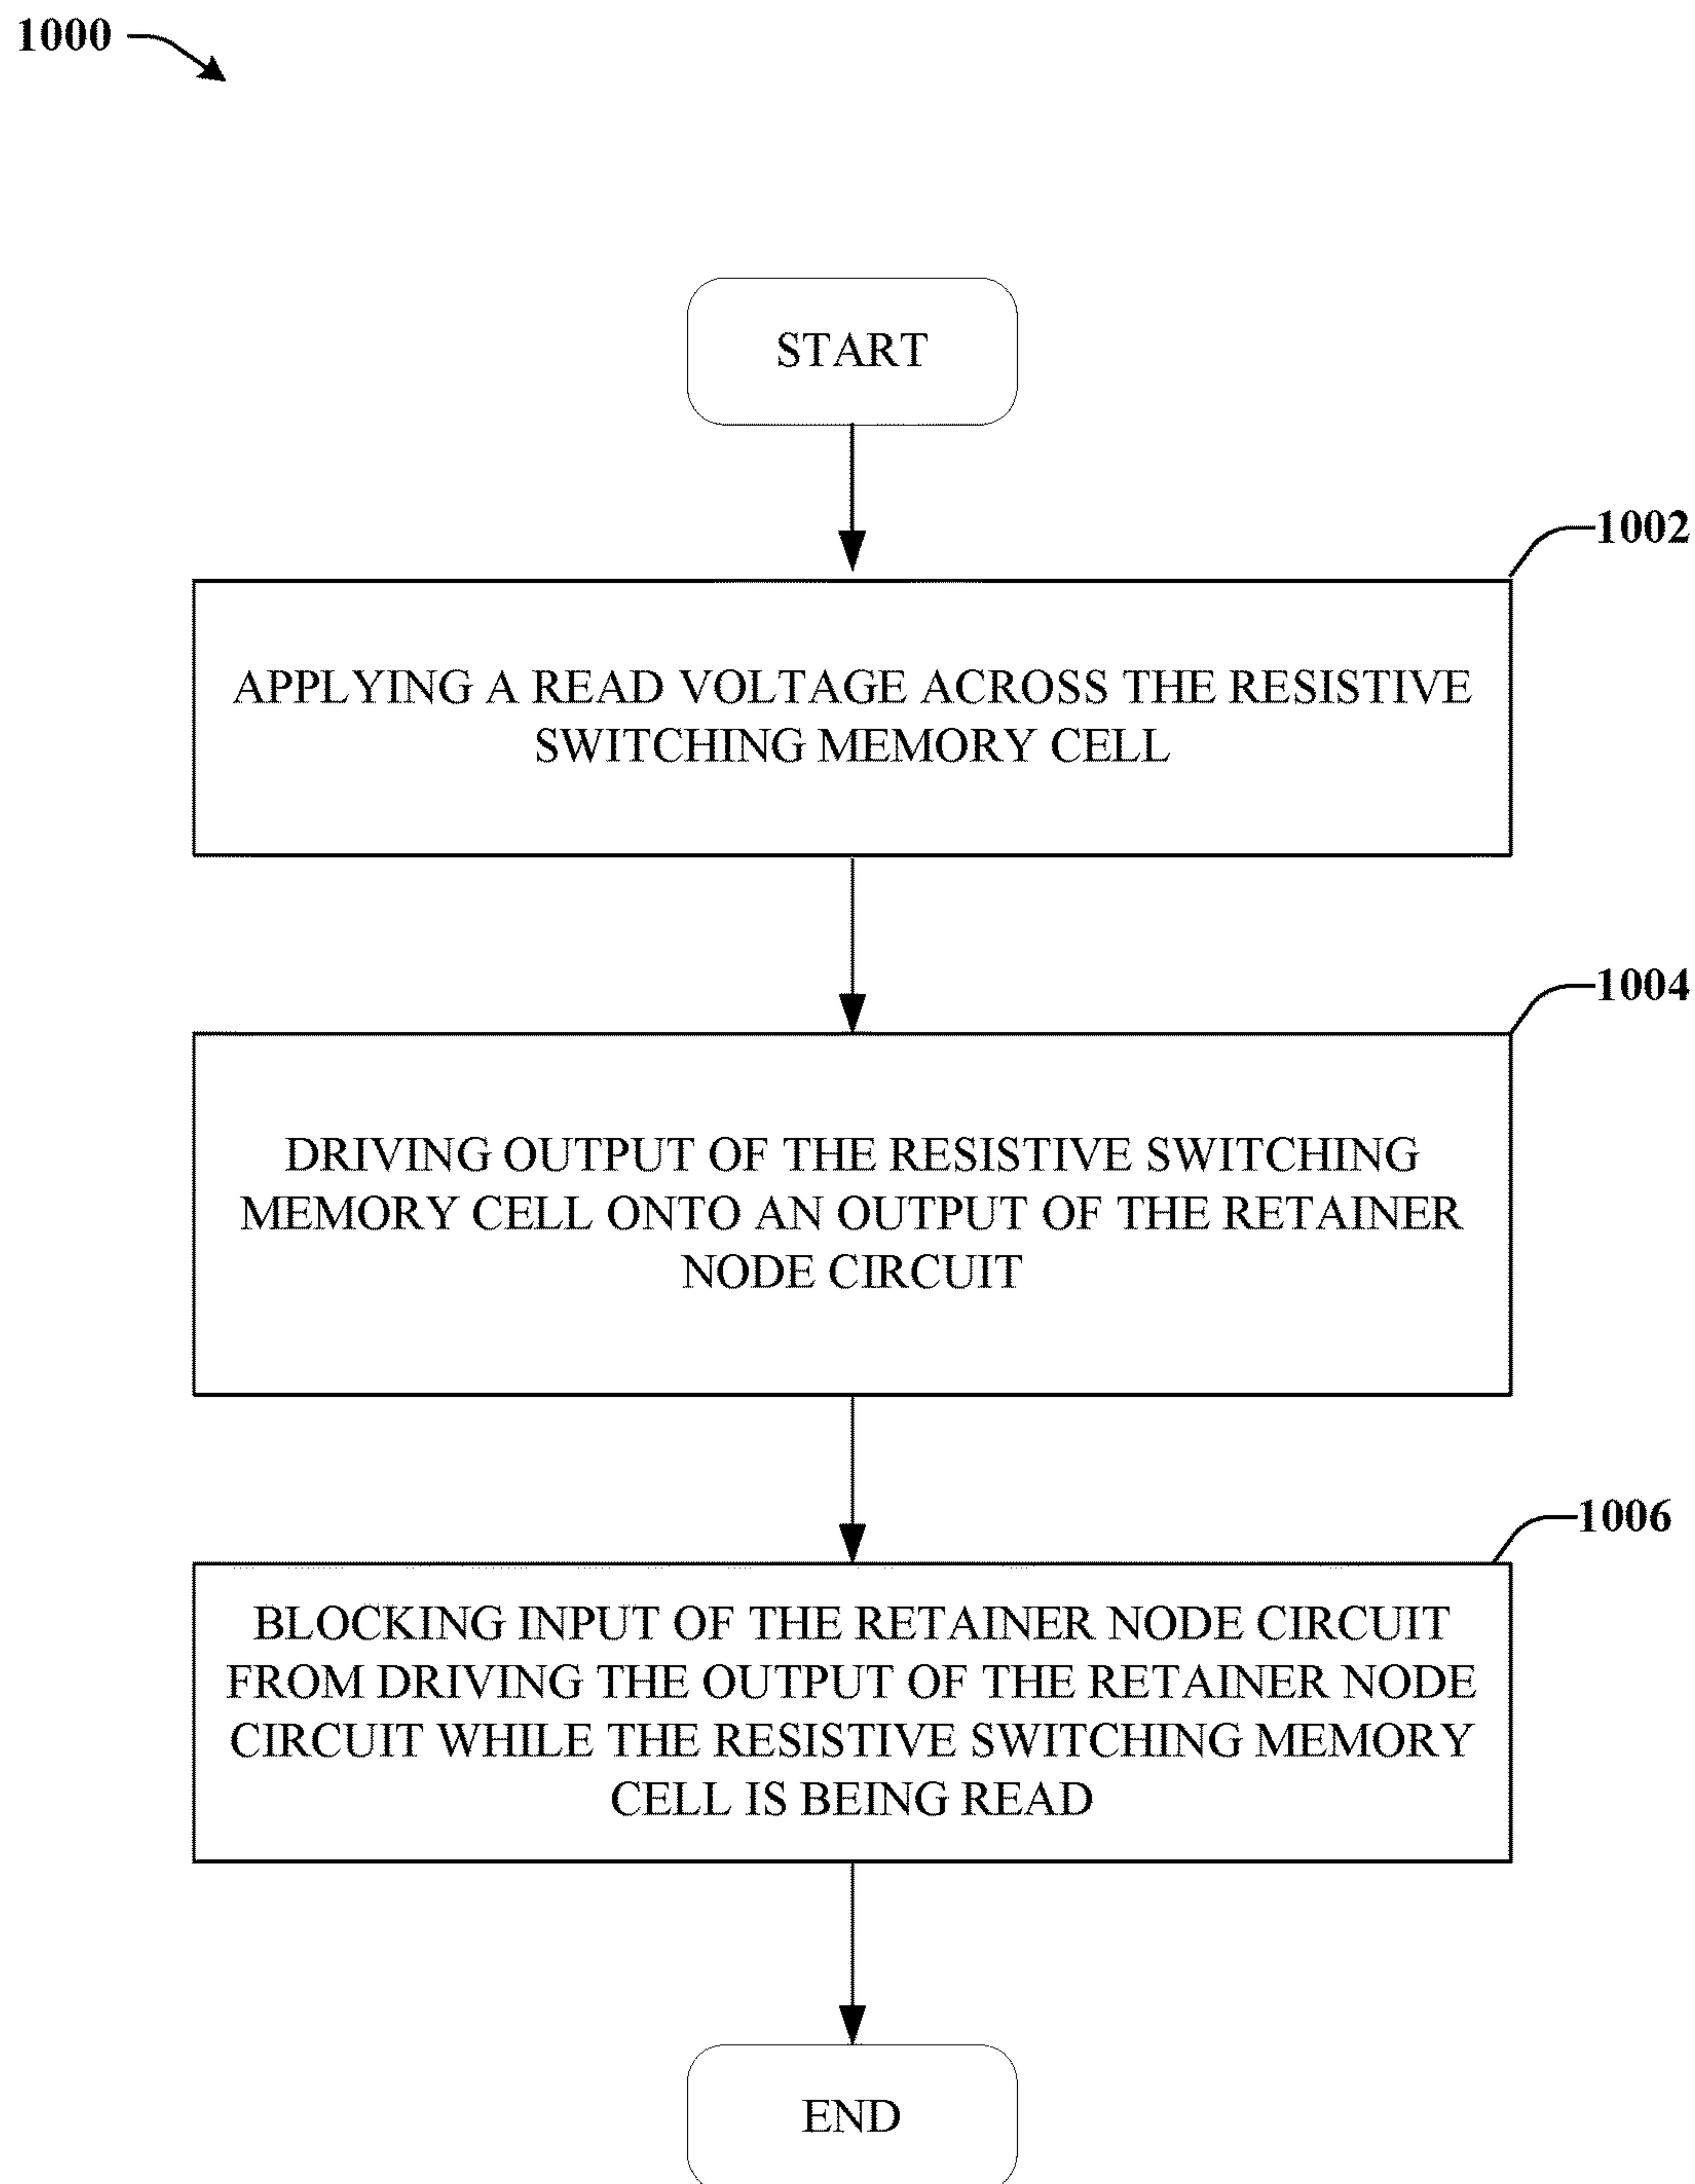 1000
START
1002
APPLYING A READ VOLTAGE ACROSS THE RESISTIVE
SWITCHING MEMORY CELL
1004
DRIVING OUTPUT OF THE RESISTIVE SWITCHING
MEMORY CELL ONTO AN OUTPUT OF THE RETAINER
NODE CIRCUIT
1006
BLOCKING INPUT OF THE RETAINER NODE CIRCUIT
FROM DRIVING THE OUTPUT OF THE RETAINER NODE
CIRCUIT WHILE THE RESISTIVE SWITCHING MEMORY
CELL IS BEING READ
END